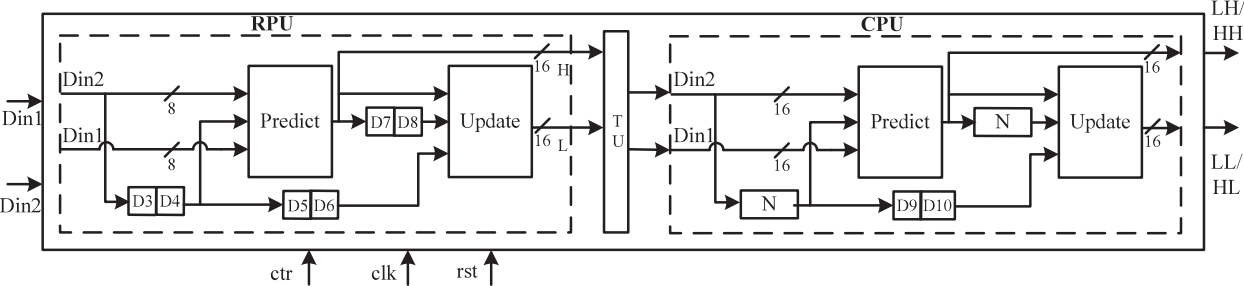 RPU
CPU
LH/
HH
Din1
Din2
Din2
8
Din1
8
Predict
D3 D4
D5 D6
D7 D8
Update
16
H
16
L
T
U
Din2
16
Din1
16
Predict
N
N
D9 D10
Update
16
16
LL/
HL
ctr
clk
rst